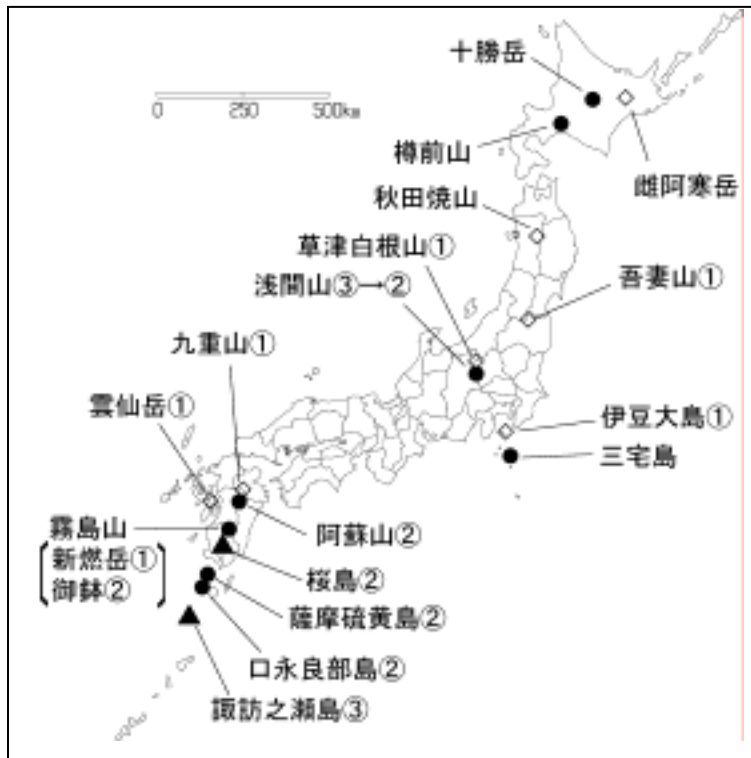 十勝岳
0 250 500km
樽前山
雌阿寒岳
秋田焼山
草津白根山①
吾妻山①
浅間山③→②
九重山①
雲仙岳①
伊豆大島①
三宅島
霧島山
阿蘇山②
新燃岳①
御鉢②
桜島②
薩摩硫黄島②
口永良部島②
諏訪之瀬島③